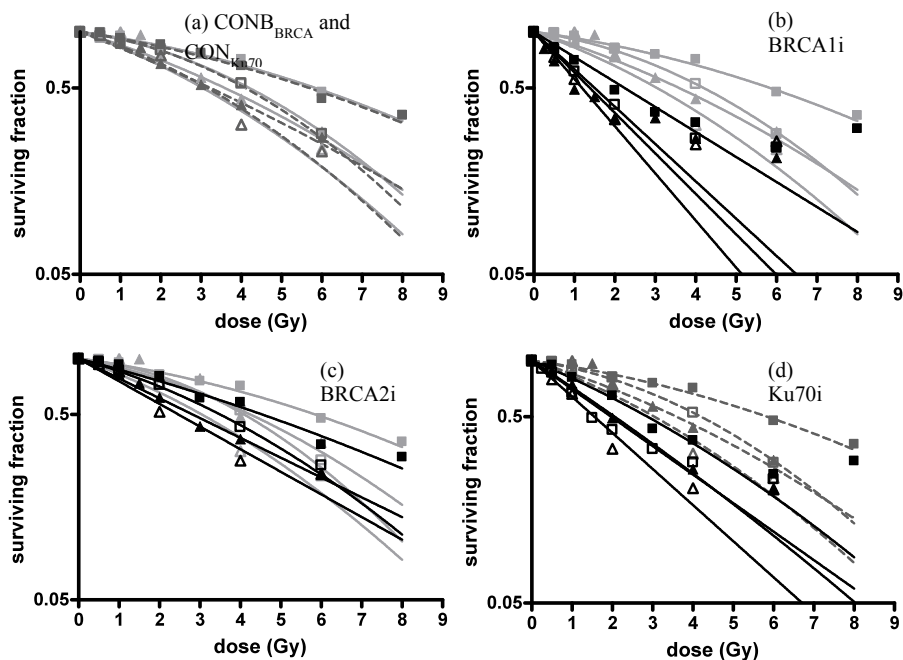 (a) CONB_BRCA and
CON_Ku70
surviving fraction
0.5
0.05
0 1 2 3 4 5 6 7 8 9
dose (Gy)
(b)
BRCA1i
surviving fraction
0.5
0.05
0 1 2 3 4 5 6 7 8 9
dose (Gy)
(c)
BRCA2i
surviving fraction
0.5
0.05
0 1 2 3 4 5 6 7 8 9
dose (Gy)
(d)
Ku70i
surviving fraction
0.5
0.05
0 1 2 3 4 5 6 7 8 9
dose (Gy)